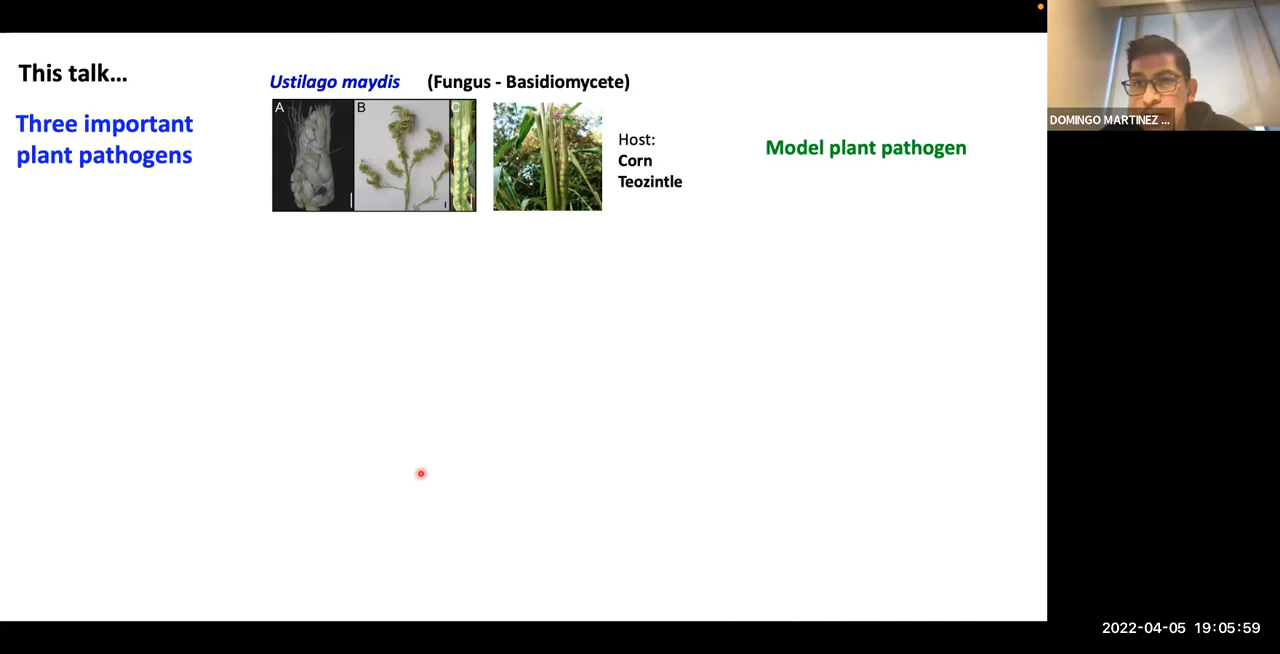 This talk...
Three important
plant pathogens
Ustilago maydis (Fungus - Basidiomycete)
A B C
Host:
Corn
Teozintle
Model plant pathogen
DOMINGO MARTINEZ ...
2022-04-05 19:05:59